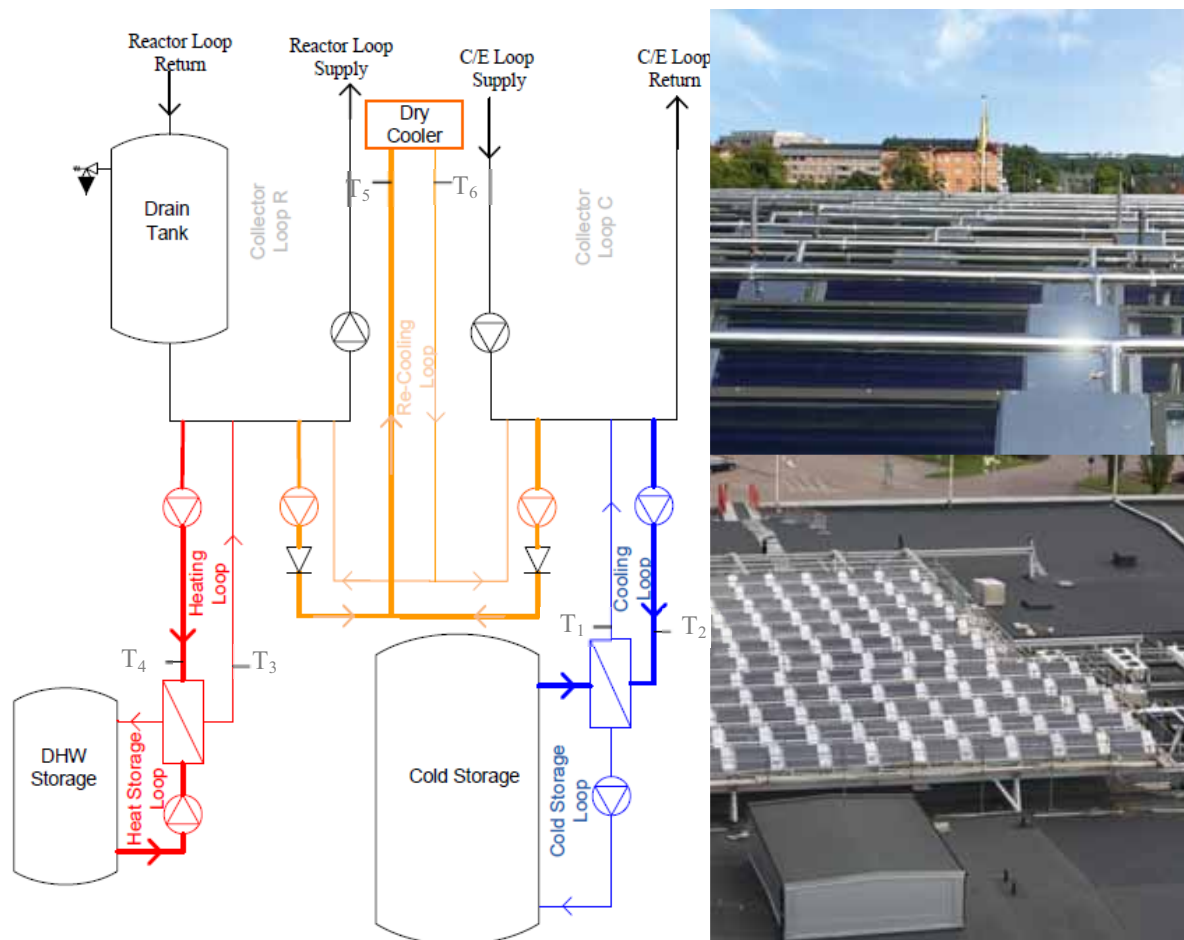 Reactor Loop
Return
Reactor Loop
Supply
C/E Loop
Supply
C/E Loop
Return
Dry
Cooler
T5
T6
Drain
Tank
Collector
Loop R
Collector
Loop C
Re-Cooling
Loop
Heating
Loop
Cooling
Loop
T1
T2
T4
T3
DHW
Storage
Heat Storage
Loop
Cold Storage
Cold Storage
Loop